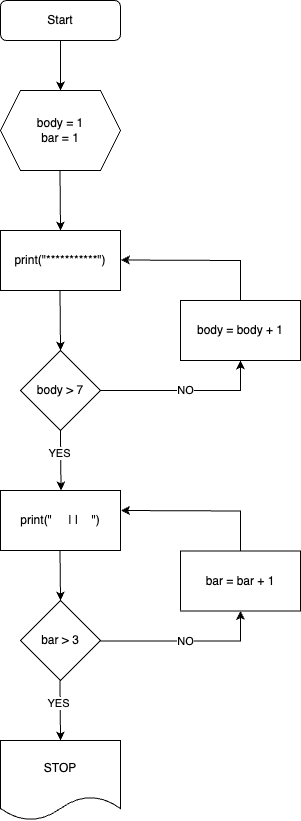 Start
body = 1
bar = 1
print("***********")
body = body + 1
body > 7
NO
YES
print("     | |    ")
bar = bar + 1
bar > 3
NO
YES
STOP